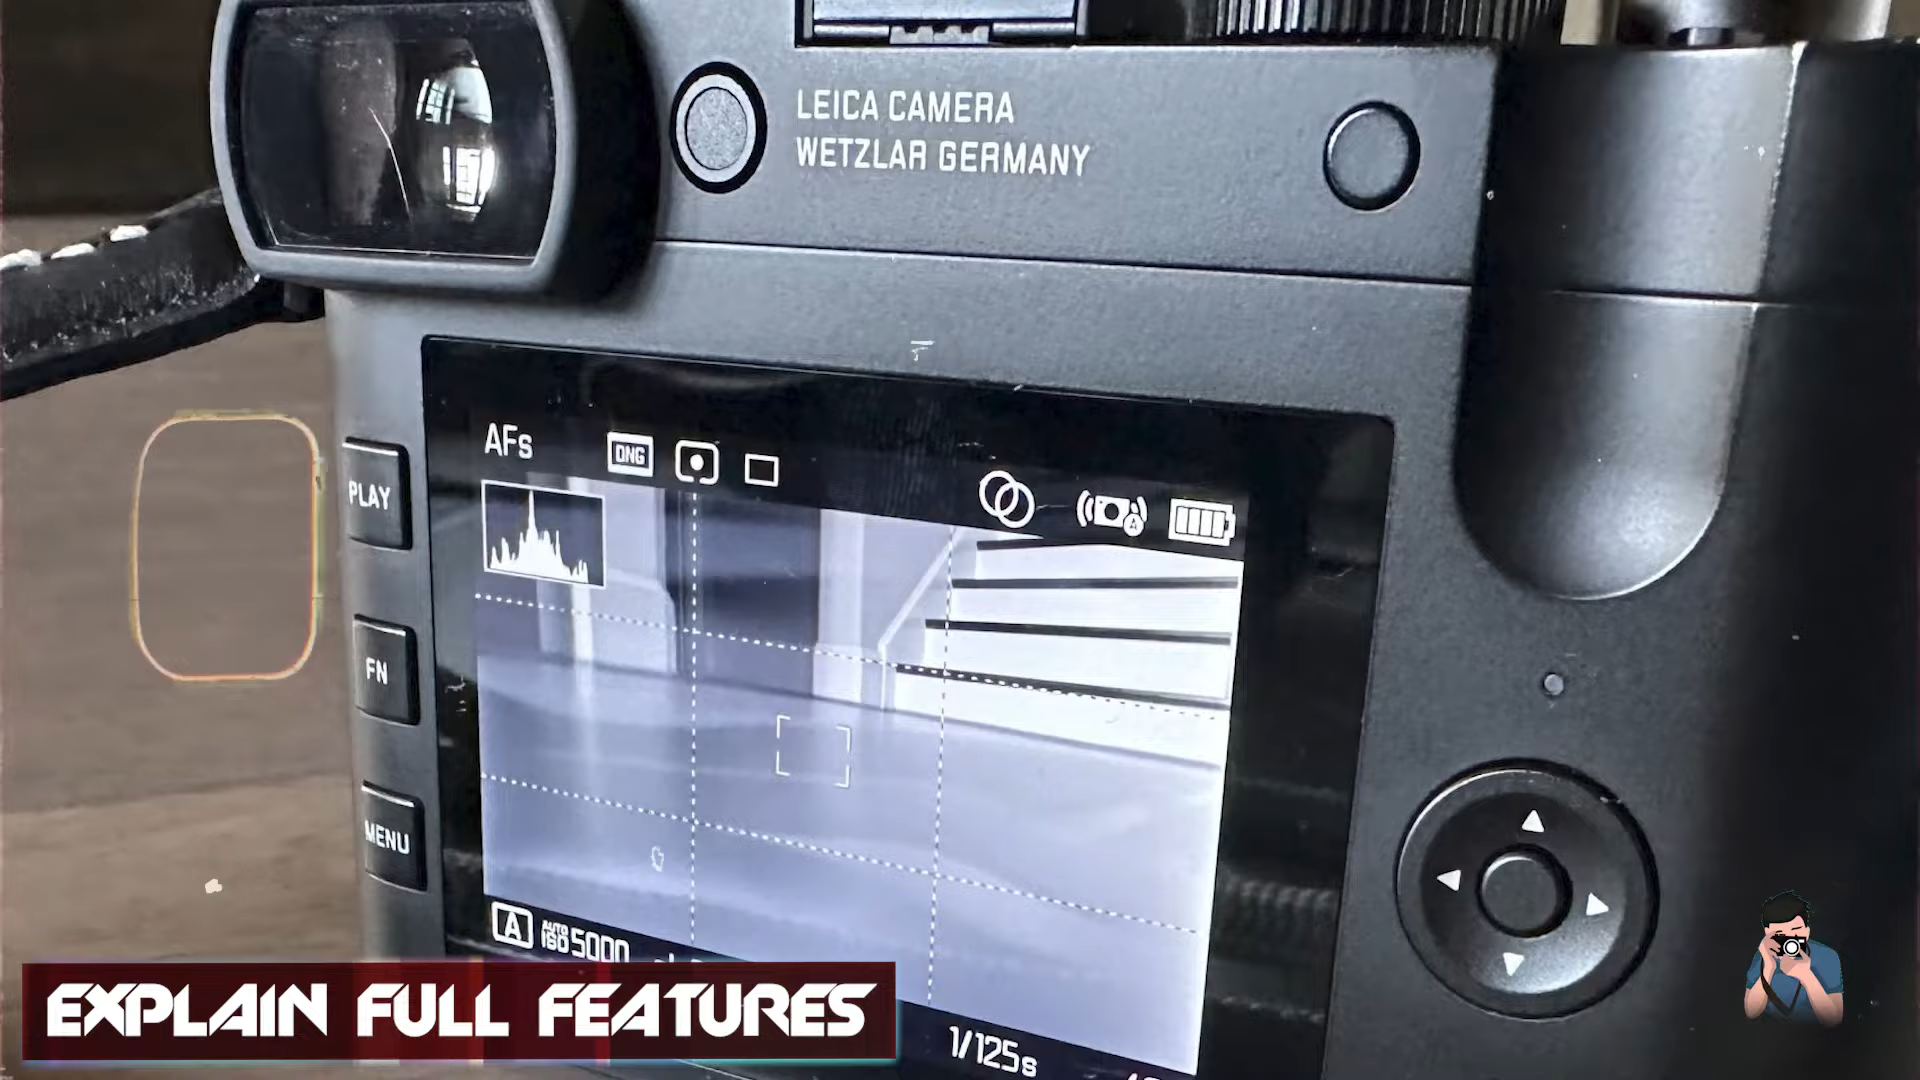 LEICA CAMERA
WETZLAR GERMANY
AFs
DNG
PLAY
FN
MENU
A
AUTO
ISO 5000
1/125s
EXPLAIN FULL FEATURES